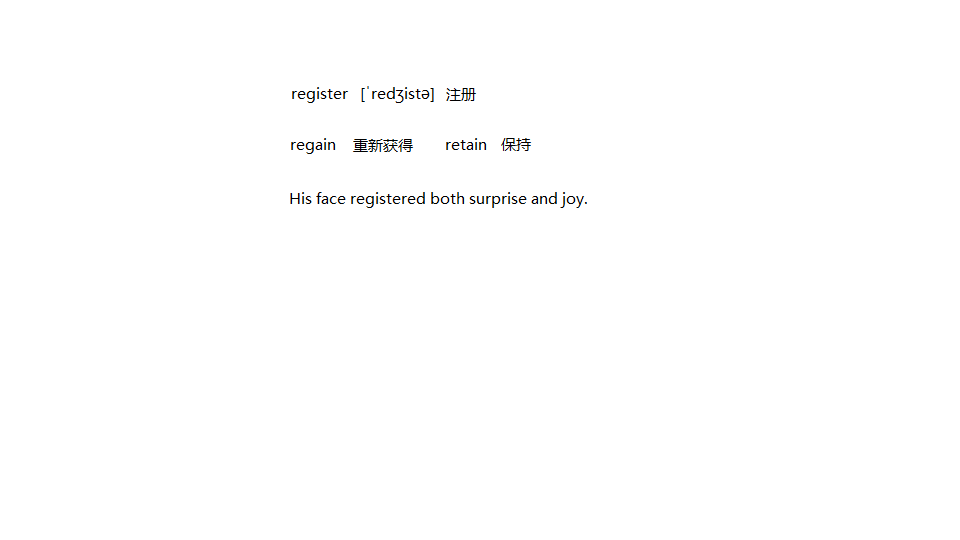 register [ˈredʒistə] 注册
regain 重新获得 retain 保持
His face registered both surprise and joy.